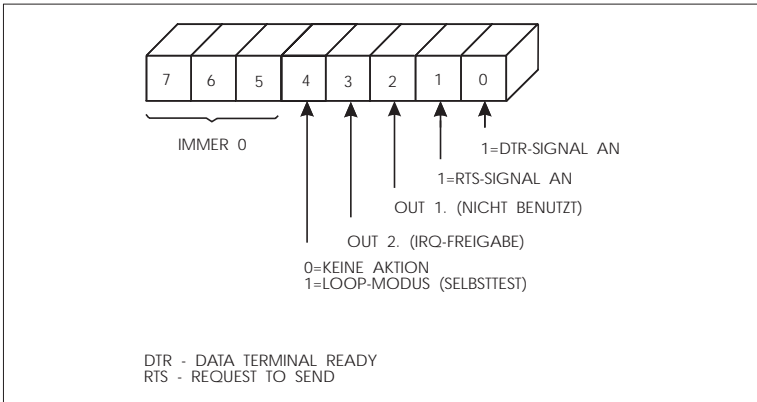 7 6 5 4 3 2 1 0
IMMER 0
1=DTR-SIGNAL AN
1=RTS-SIGNAL AN
OUT 1. (NICHT BENUTZT)
OUT 2. (IRQ-FREIGABE)
0=KEINE AKTION
1=LOOP-MODUS (SELBSTTEST)
DTR - DATA TERMINAL READY
RTS - REQUEST TO SEND